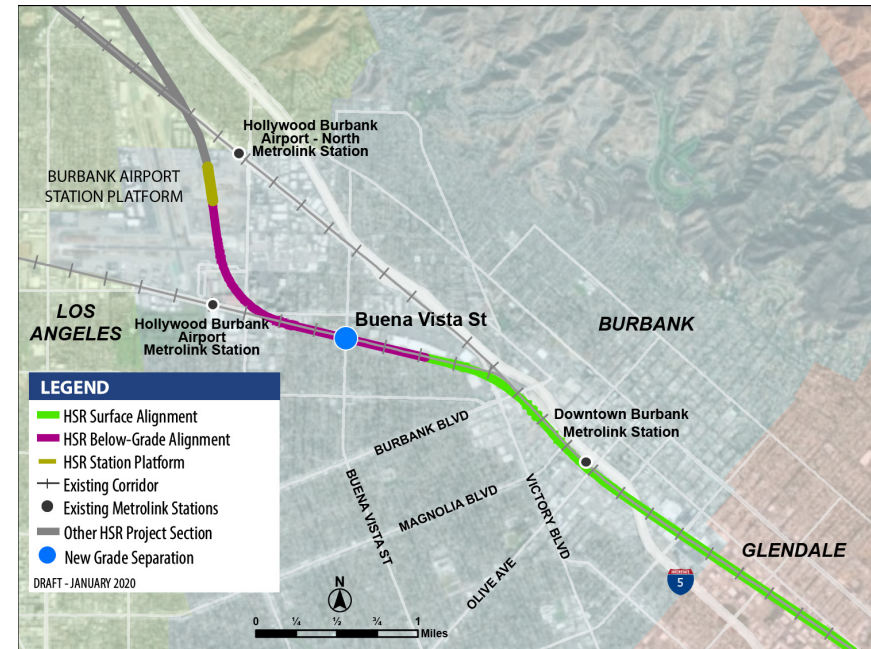 Hollywood Burbank
Airport - North
Metrolink Station
BURBANK AIRPORT
STATION PLATFORM
LOS
ANGELES
Hollywood Burbank
Airport
Metrolink Station
Buena Vista St
BURBANK
LEGEND
HSR Surface Alignment
HSR Below-Grade Alignment
HSR Station Platform
Existing Corridor
Existing Metrolink Stations
Other HSR Project Section
New Grade Separation
DRAFT - JANUARY 2020
Downtown Burbank
Metrolink Station
BURBANK BLVD
BUENA VISTA ST
MAGNOLIA BLVD
VICTORY BLVD
OLIVE AVE
GLENDALE
5
N
0 ¼ ½ ¾ 1
Miles